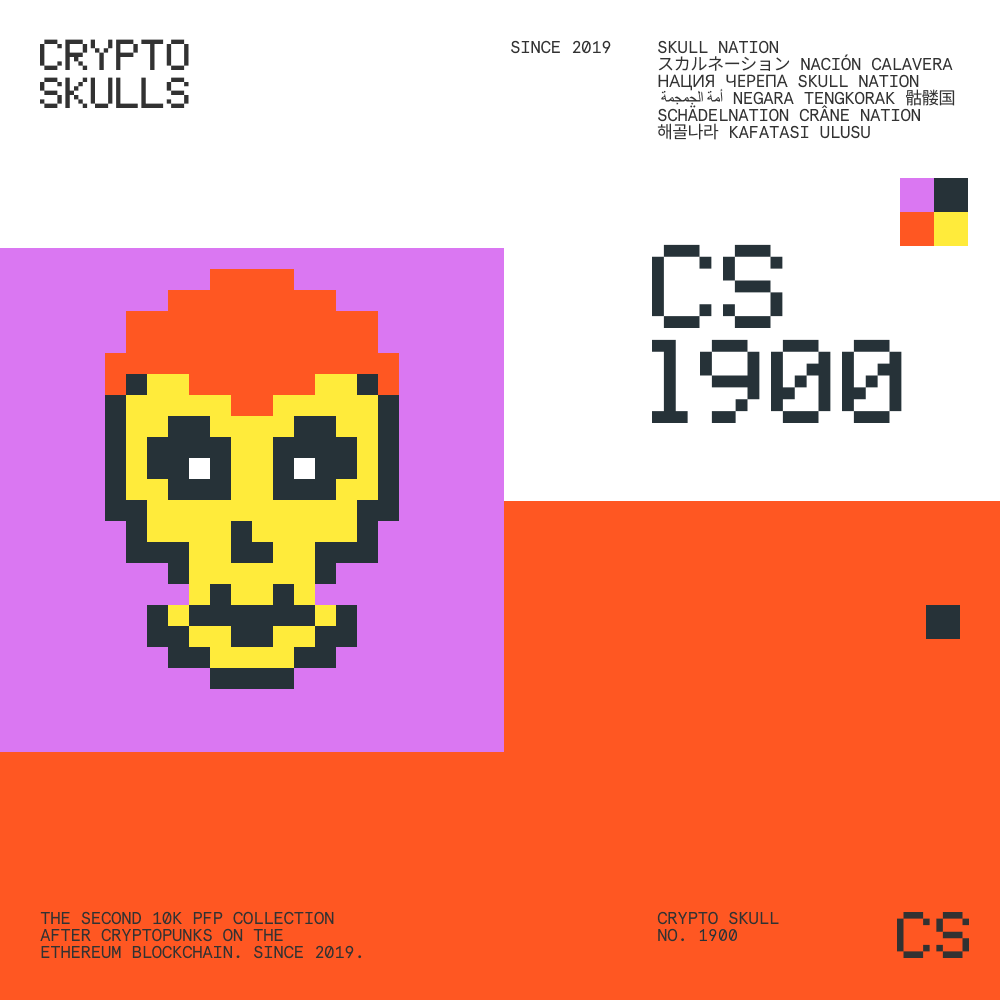 CRYPTO
SKULLS
SINCE 2019
SKULL NATION
スカルネーション NACIÓN CALAVERA
НАЦИЯ ЧЕРЕПА SKULL NATION
أمة الجمجمة NEGARA TENGKORAK 骷髅国
SCHÄDELNATION CRÂNE NATION
해골나라 KAFATASI ULUSU
CS
1900
THE SECOND 10K PFP COLLECTION
AFTER CRYPTOPUNKS ON THE
ETHEREUM BLOCKCHAIN. SINCE 2019.
CRYPTO SKULL
NO. 1900
CS